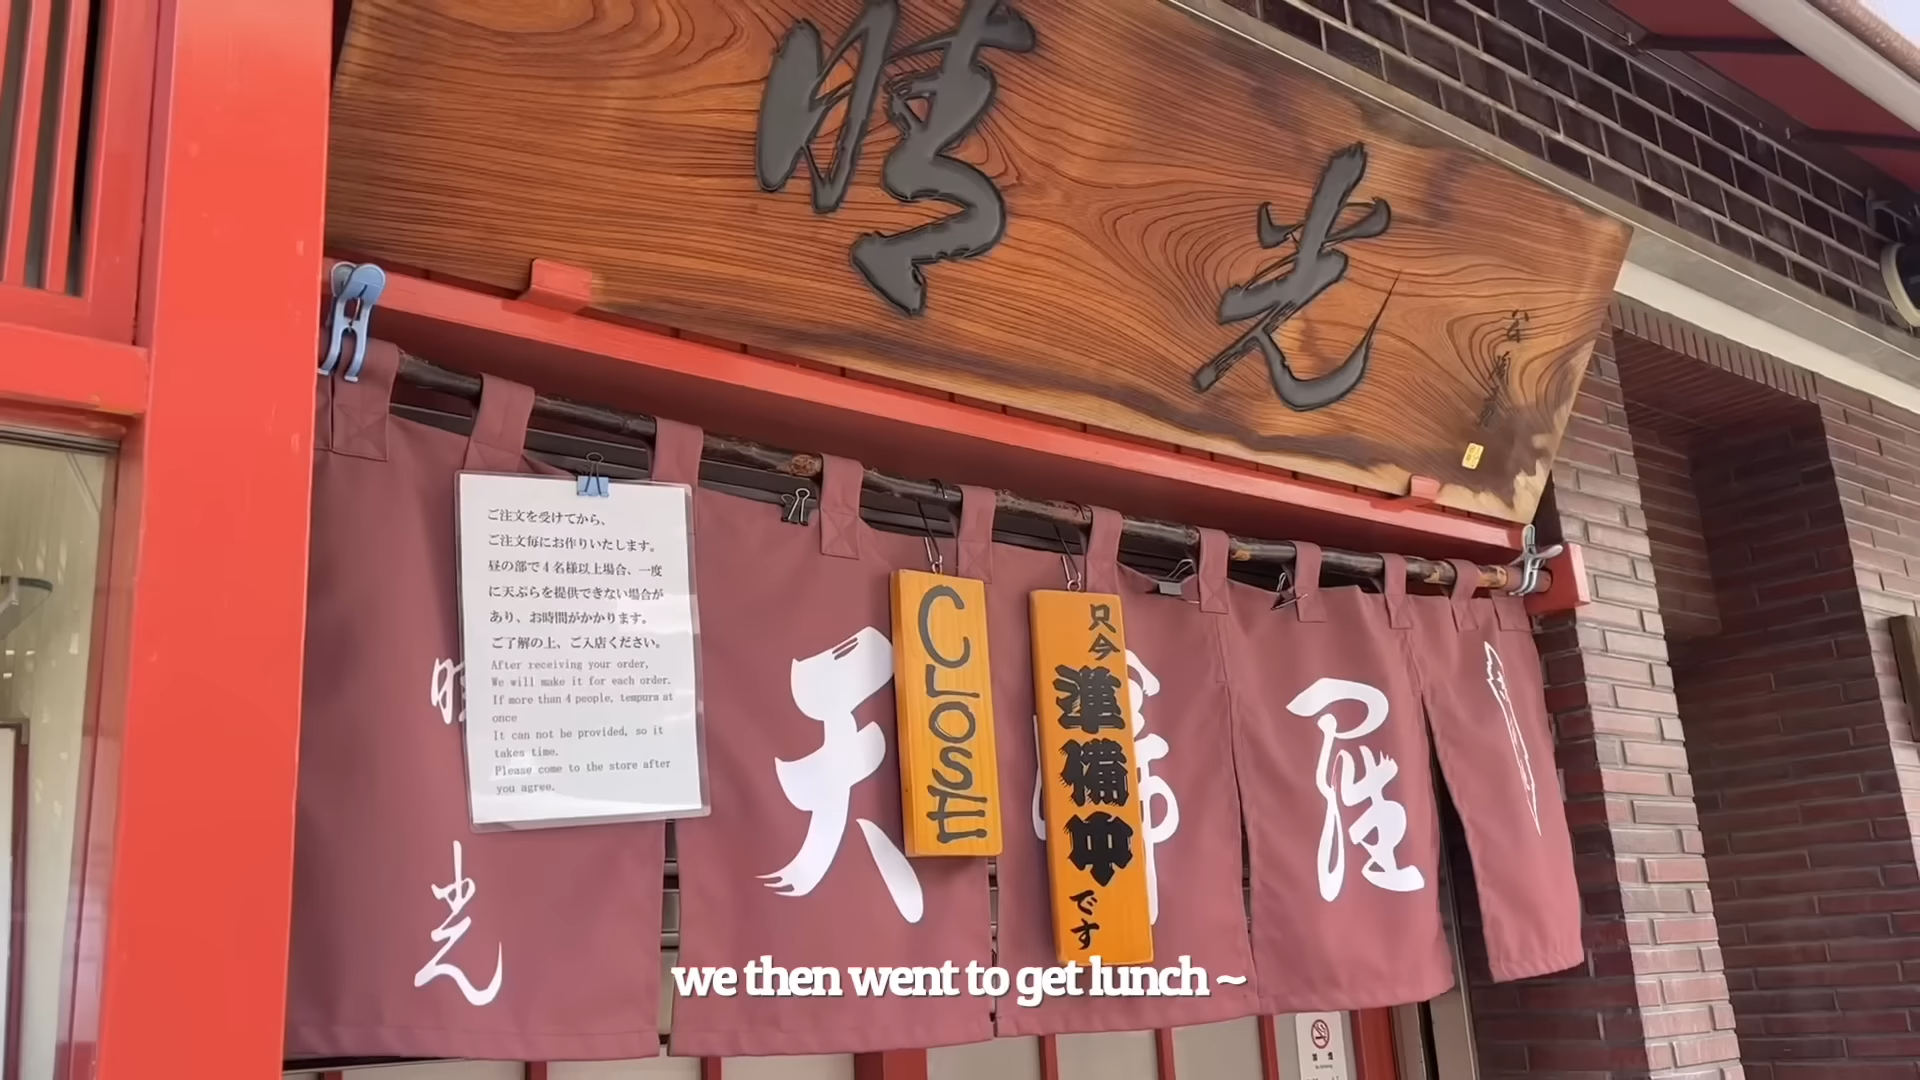 晴光
ご注文を受けてから、
ご注文毎にお作りいたします。
昼の部で4名様以上場合、一度
に天ぷらを提供できない場合が
あり、お時間がかかります。
ご了解の上、ご入店ください。
After receiving your order,
We will make it for each order.
If more than 4 people, tempura at
once
It can not be provided, so it
takes time.
Please come to the store after
you agree.
晴光
天
CLOSE
只今
準備中
です
羅
we then went to get lunch ~